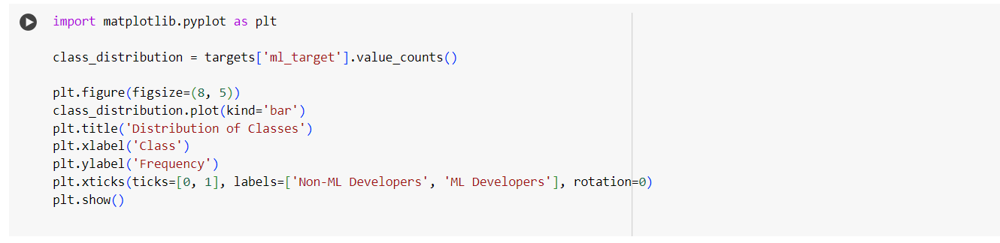 import matplotlib.pyplot as plt
class_distribution = targets['ml_target'].value_counts()
plt.figure(figsize=(8, 5))
class_distribution.plot(kind='bar')
plt.title('Distribution of Classes')
plt.xlabel('Class')
plt.ylabel('Frequency')
plt.xticks(ticks=[0, 1], labels=['Non-ML Developers', 'ML Developers'], rotation=0)
plt.show()